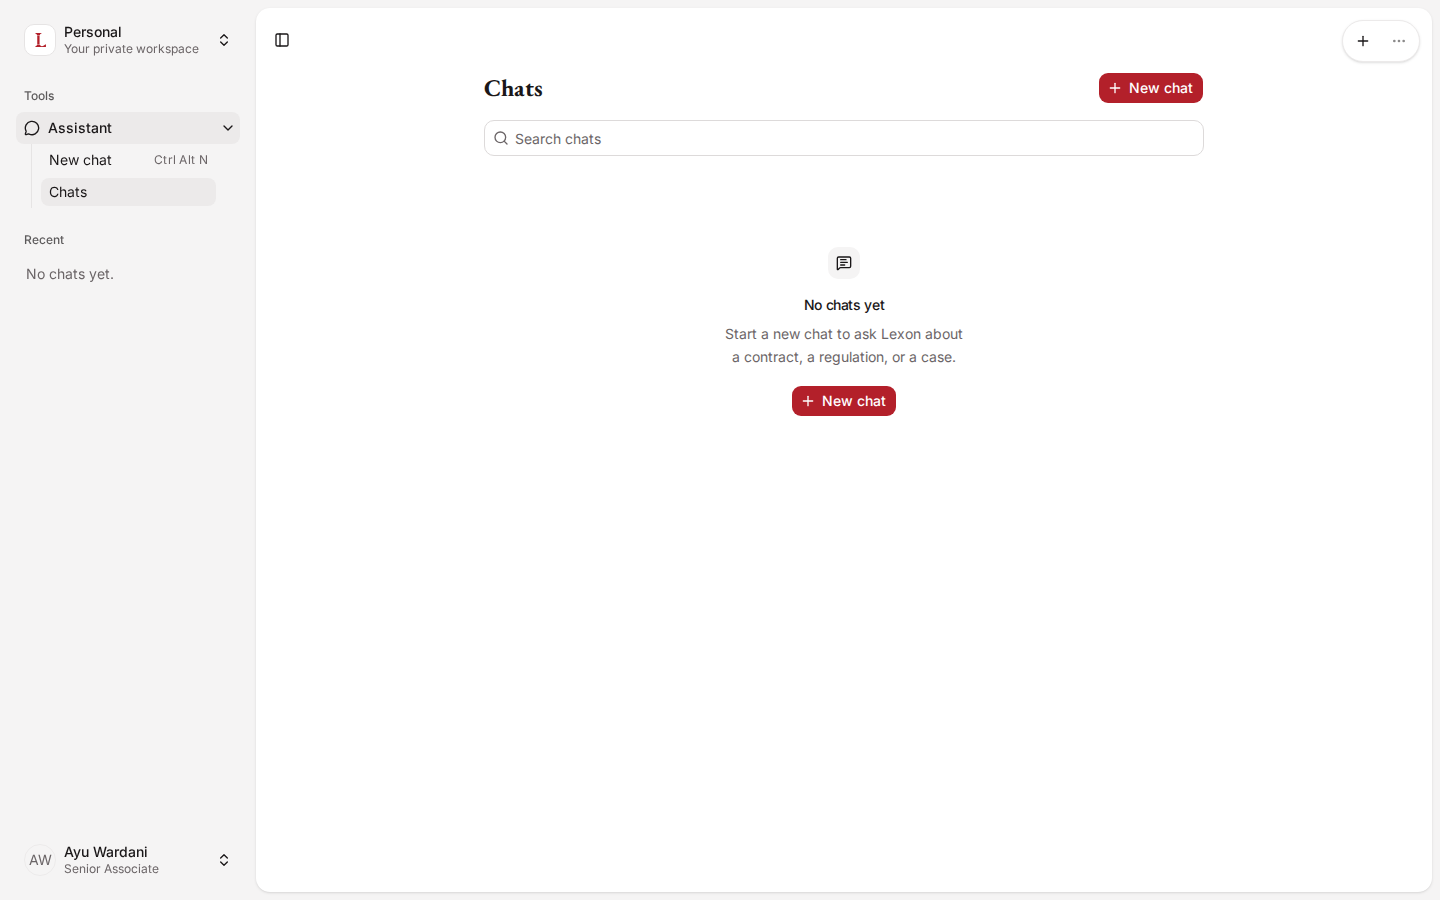 L
Personal
Your private workspace
Tools
Assistant
New chat
Ctrl Alt N
Chats
Recent
No chats yet.
AW
Ayu Wardani
Senior Associate
Chats
New chat
Search chats
No chats yet
Start a new chat to ask Lexon about
a contract, a regulation, or a case.
New chat